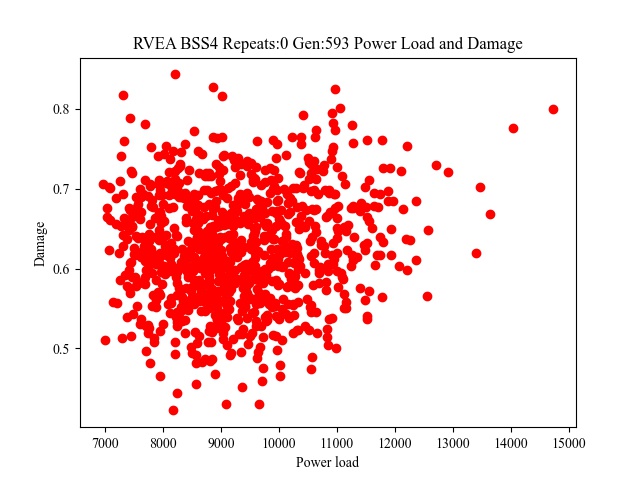 RVEA BSS4 Repeats:0 Gen:593 Power Load and Damage
0.8
0.7
0.6
0.5
Damage
7000 8000 9000 10000 11000 12000 13000 14000 15000
Power load